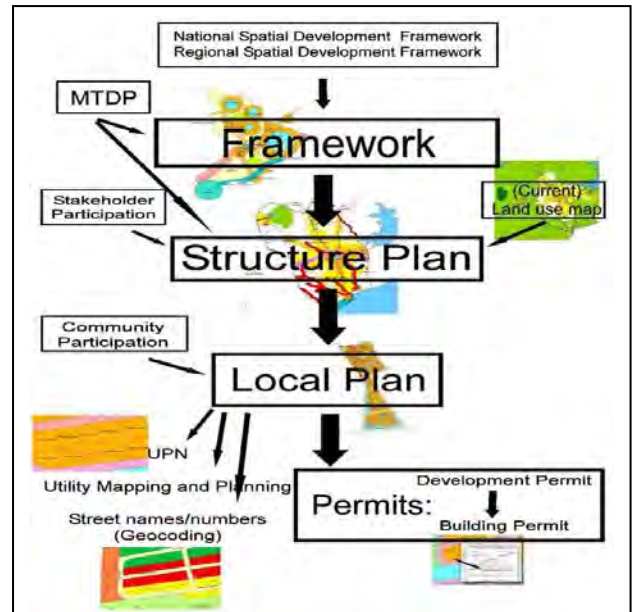 National Spatial Development Framework
Regional Spatial Development Framework
MTDP
Framework
Stakeholder
Participation
(Current)
Land use map
Structure Plan
Community
Participation
Local Plan
UPN
Utility Mapping and Planning
Street names/numbers
(Geocoding)
Permits:
Development Permit
Building Permit